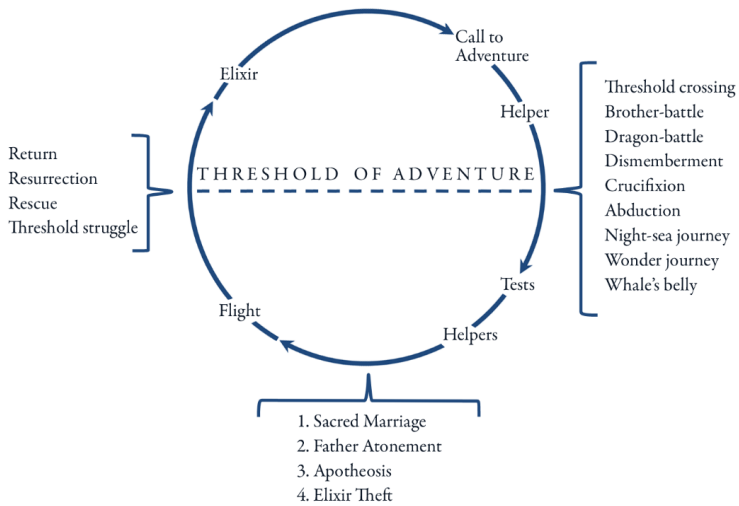 Call to
Adventure
Elixir
Helper
Threshold crossing
Brother-battle
Dragon-battle
Dismemberment
Crucifixion
Abduction
Night-sea journey
Wonder journey
Whale's belly
Return
Resurrection
Rescue
Threshold struggle
THRESHOLD OF ADVENTURE
Tests
Flight
Helpers
1. Sacred Marriage
2. Father Atonement
3. Apotheosis
4. Elixir Theft